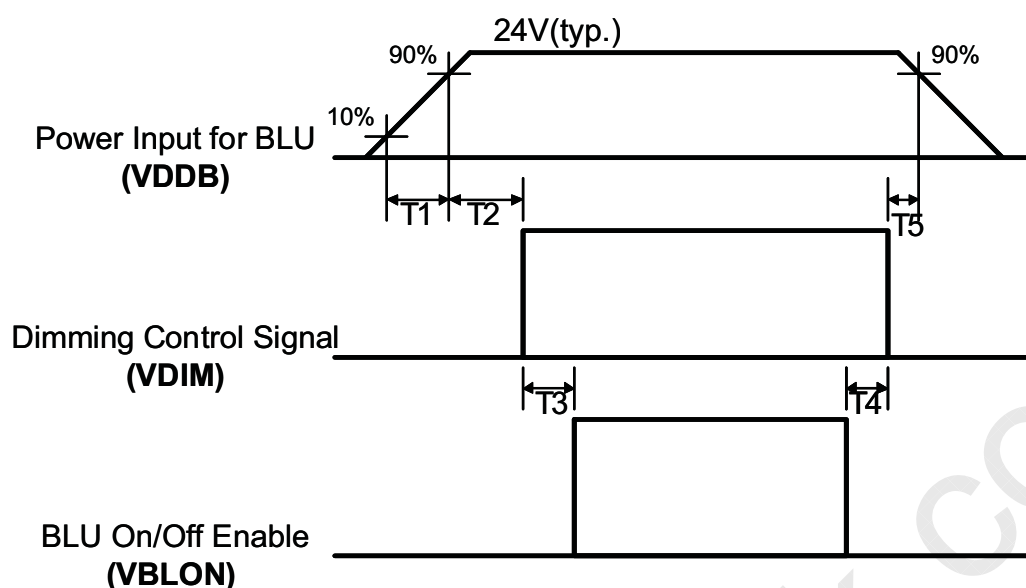 24V(typ.)
90%
90%
10%
Power Input for BLU
(VDDB)
T1
T2
T5
Dimming Control Signal
(VDIM)
T3
T4
BLU On/Off Enable
(VBLON)